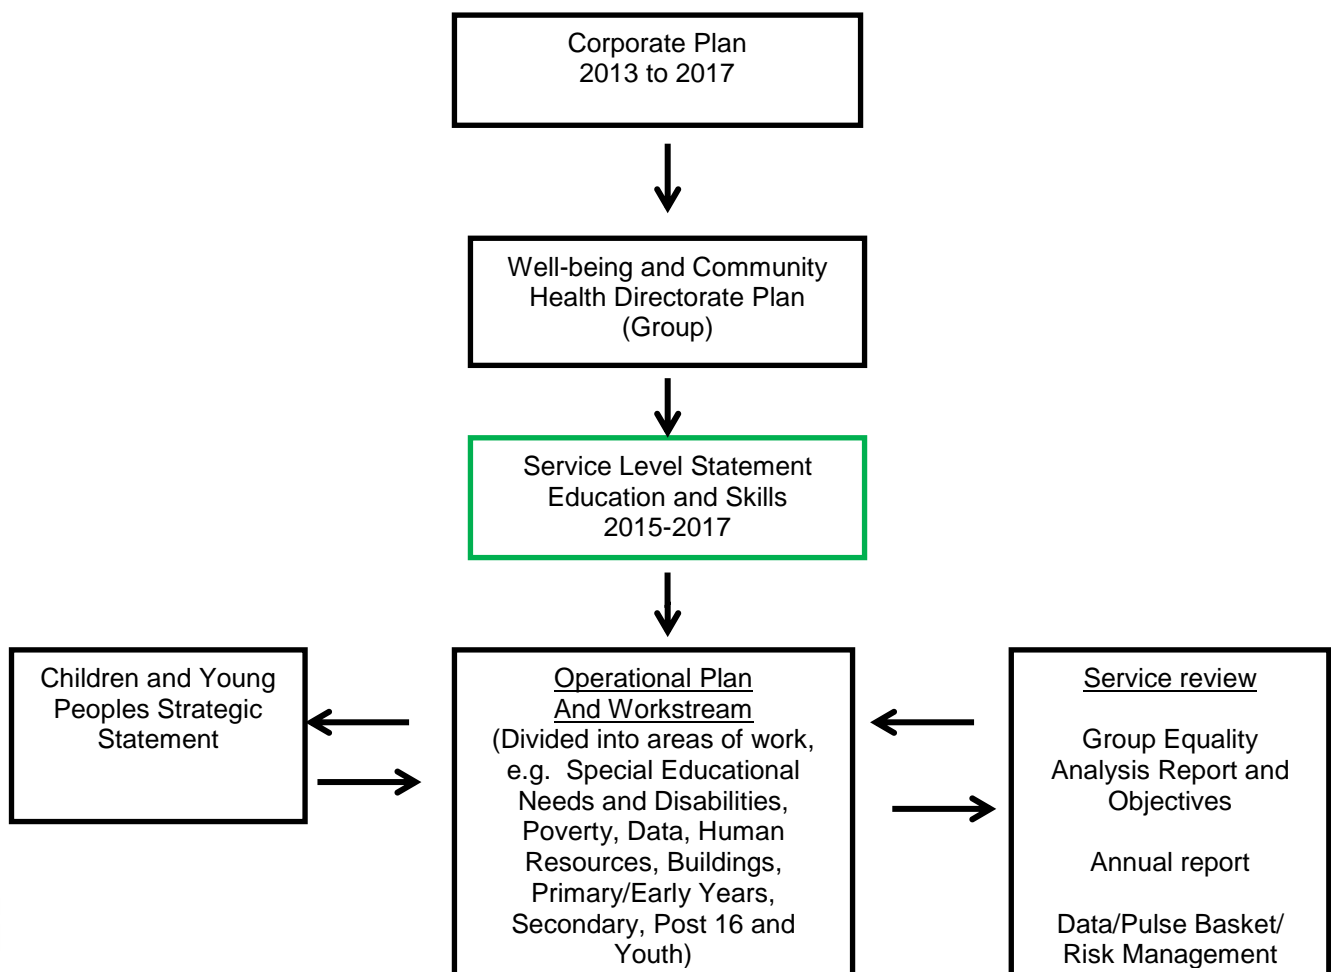 Corporate Plan
2013 to 2017
Well-being and Community
Health Directorate Plan
(Group)
Service Level Statement
Education and Skills
2015-2017
Children and Young
Peoples Strategic
Statement
Operational Plan
And Workstream
(Divided into areas of work,
e.g. Special Educational
Needs and Disabilities,
Poverty, Data, Human
Resources, Buildings,
Primary/Early Years,
Secondary, Post 16 and
Youth)
Service review
Group Equality
Analysis Report and
Objectives
Annual report
Data/Pulse Basket/
Risk Management